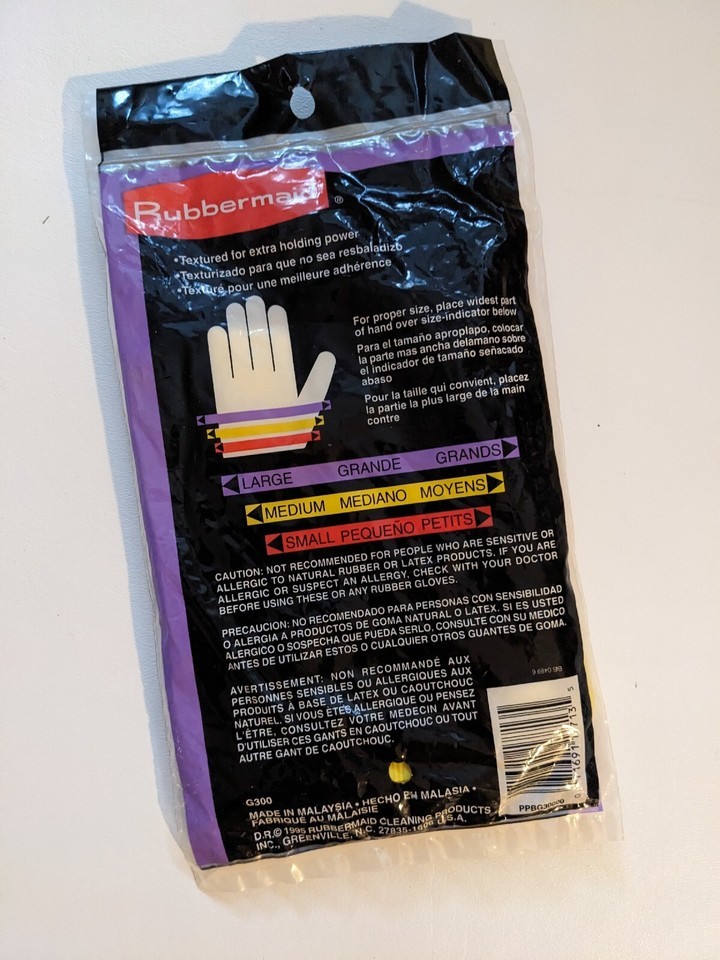 Rubbermaid ®
•Textured for extra holding power
•Texturizado para que no sea resbaladizo
•Texturé pour une meilleure adhérence
For proper size, place widest part
of hand over size-indicator below
Para el tamaño aproplapo, colocar
la parte mas ancha delamano sobre
el indicador de tamaño señacado
abaso
Pour la taille qui convient, placez
la partie la plus large de la main
contre
LARGE GRANDE GRANDS
MEDIUM MEDIANO MOYENS
SMALL PEQUEÑO PETITS
CAUTION: NOT RECOMMENDED FOR PEOPLE WHO ARE SENSITIVE OR
ALLERGIC TO NATURAL RUBBER OR LATEX PRODUCTS. IF YOU ARE
ALLERGIC OR SUSPECT AN ALLERGY, CHECK WITH YOUR DOCTOR
BEFORE USING THESE OR ANY RUBBER GLOVES.
PRECAUCION: NO RECOMENDADO PARA PERSONAS CON SENSIBILIDAD
O ALERGIA A PRODUCTOS DE GOMA NATURAL O LATEX. SI ES USTED
ALERGICO O SOSPECHA QUE PUEDA SERLO, CONSULTE CON SU MEDICO
ANTES DE UTILIZAR ESTOS O CUALQUIER OTROS GUANTES DE GOMA.
AVERTISSEMENT: NON RECOMMANDÉ AUX
PERSONNES SENSIBLES OU ALLERGIQUES AUX
PRODUITS À BASE DE LATEX OU CAOUTCHOUC
NATUREL. SI VOUS ÊTES ALLERGIQUE OU PENSEZ
L'ÊTRE, CONSULTEZ VÔTRE MEDECIN AVANT
D'UTILISER CES GANTS EN CAOUTCHOUC OU TOUT
AUTRE GANT DE CAOUTCHOUC.
G300
MADE IN MALAYSIA • HECHO EN MALASIA •
FABRIQUÉ AU MALAISIE
D.R.© 1995 RUBBERMAID CLEANING PRODUCTS
INC., GREENVILLE, N.C. 27835- U.S.A.